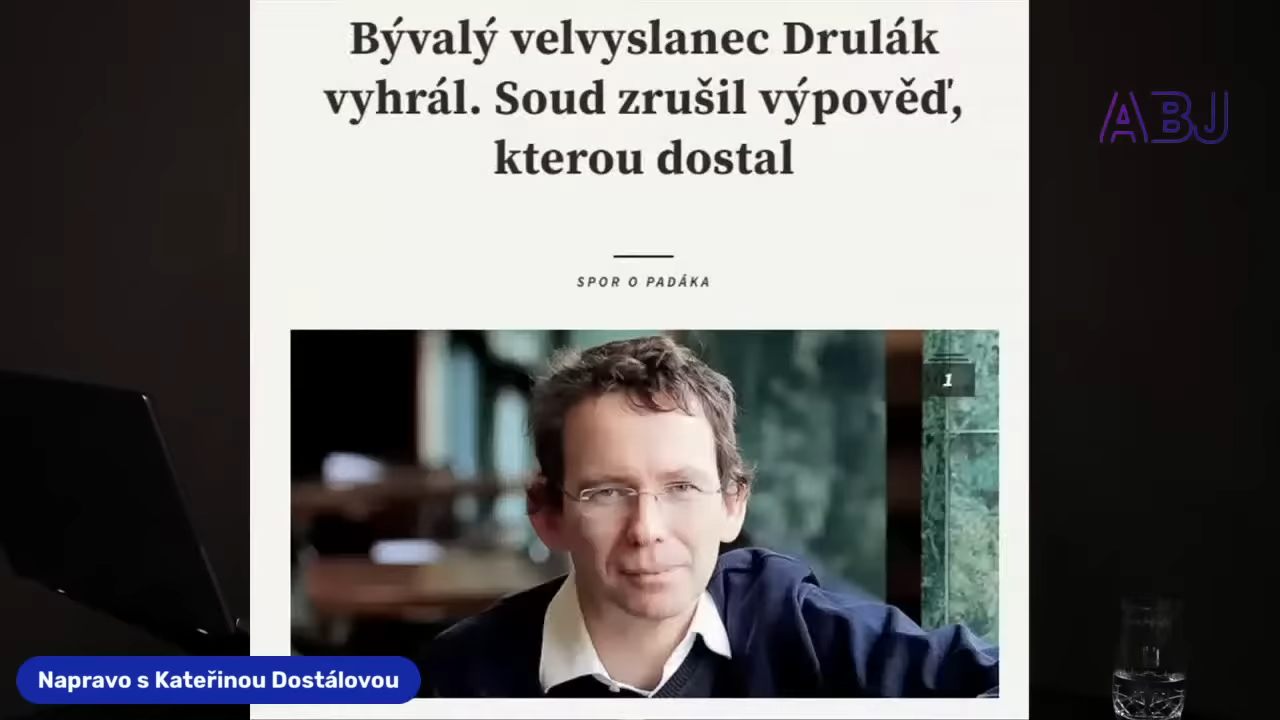 Bývalý velvyslanec Drulák
vyhrál. Soud zrušil výpověď,
kterou dostal
ABJ
SPOR O PADÁKA
1
Napravo s Kateřinou Dostálovou